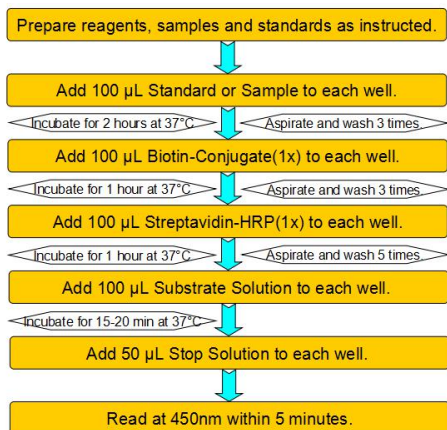 Prepare reagents, samples and standards as instructed.
Add 100 µL Standard or Sample to each well.
Incubate for 2 hours at 37°C
Aspirate and wash 3 times.
Add 100 µL Biotin-Conjugate(1x) to each well.
Incubate for 1 hour at 37°C
Aspirate and wash 3 times.
Add 100 µL Streptavidin-HRP(1x) to each well.
Incubate for 1 hour at 37°C
Aspirate and wash 5 times.
Add 100 µL Substrate Solution to each well.
Incubate for 15-20 min at 37°C
Add 50 µL Stop Solution to each well.
Read at 450nm within 5 minutes.